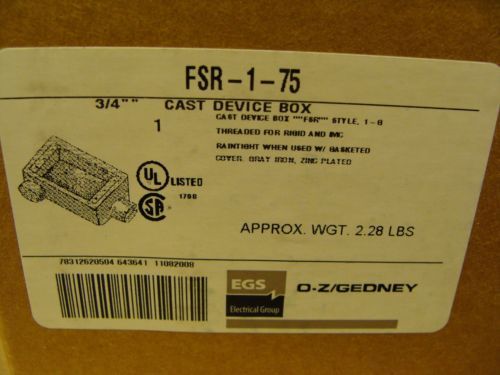 FSR-1-75
3/4"" CAST DEVICE BOX
1
CAST DEVICE BOX ""FSR"" STYLE, 1-G
THREADED FOR RIGID AND IMC
RAINTIGHT WHEN USED W/ GASKETED
COVER. GRAY IRON, ZINC PLATED
UL LISTED
179B
SA
APPROX. WGT. 2.28 LBS
78312620504 643641 11082008
EGS
Electrical Group
O-Z/GEDNEY